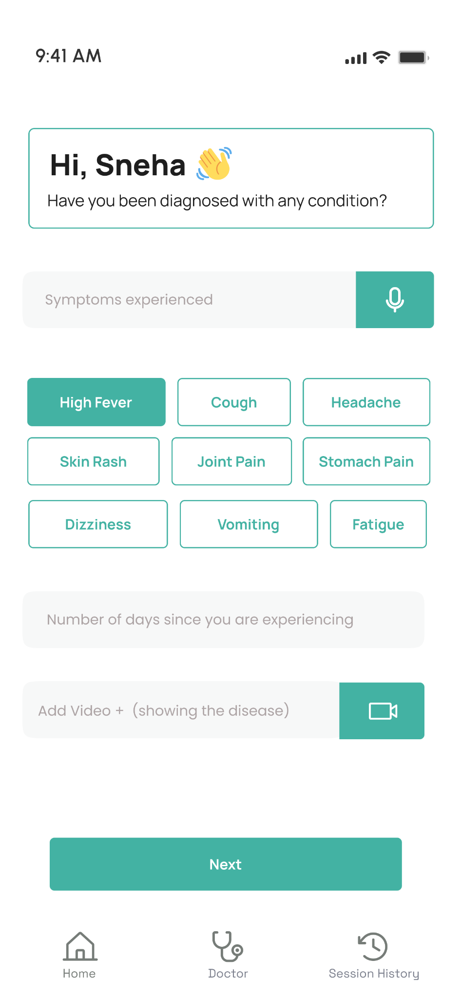 9:41 AM
Hi, Sneha 👋
Have you been diagnosed with any condition?
Symptoms experienced
High Fever Cough Headache
Skin Rash Joint Pain Stomach Pain
Dizziness Vomiting Fatigue
Number of days since you are experiencing
Add Video + (showing the disease)
Next
Home Doctor Session History